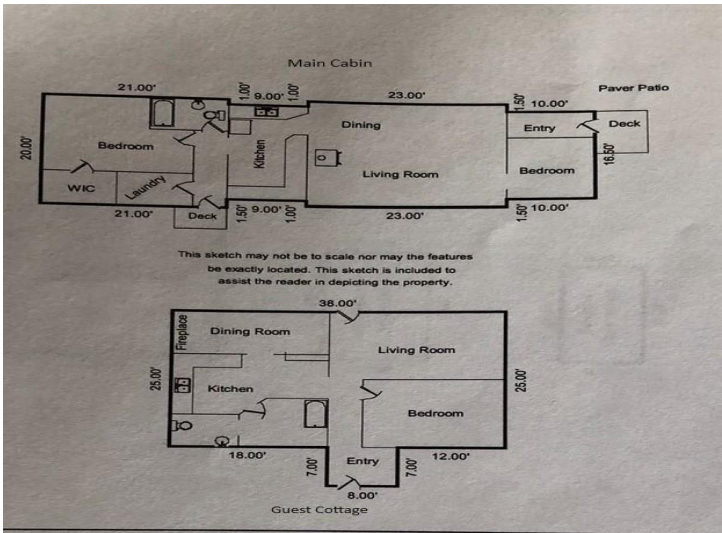 Main Cabin
21.00'
1.00'
9.00'
1.00'
23.00'
1.50'
10.00'
Paver Patio
Dining
Entry
Deck
20.00'
Bedroom
Kitchen
16.50'
Living Room
Bedroom
WIC
Laundry
21.00'
Deck
1.50'
9.00'
1.00'
23.00'
1.50'
10.00'
This sketch may not be to scale nor may the features
be exactly located. This sketch is included to
assist the reader in depicting the property.
38.00'
Fireplace
Dining Room
Living Room
25.00'
25.00'
Kitchen
Bedroom
18.00'
7.00'
Entry
7.00'
12.00'
8.00'
Guest Cottage